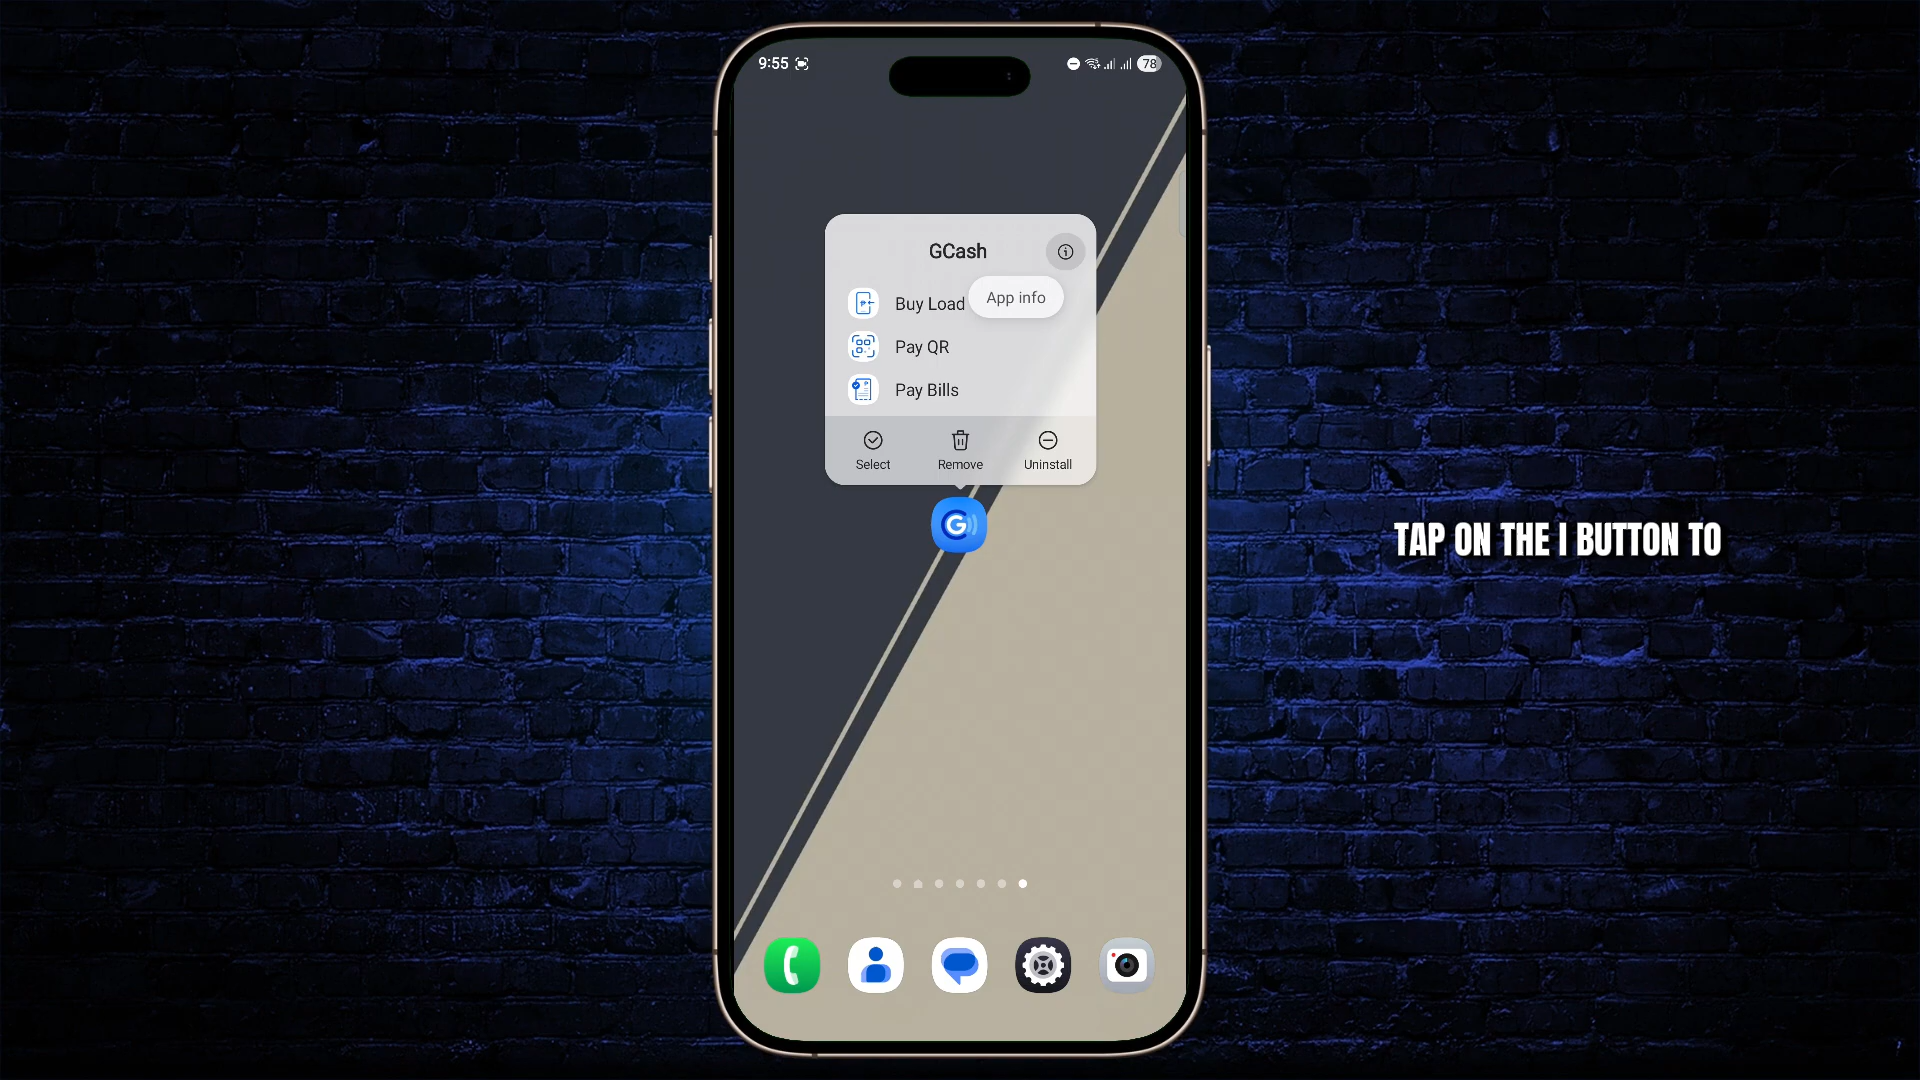 9:55
78
GCash
App info
Buy Load
Pay QR
Pay Bills
Select
Remove
Uninstall
G
TAP ON THE I BUTTON TO